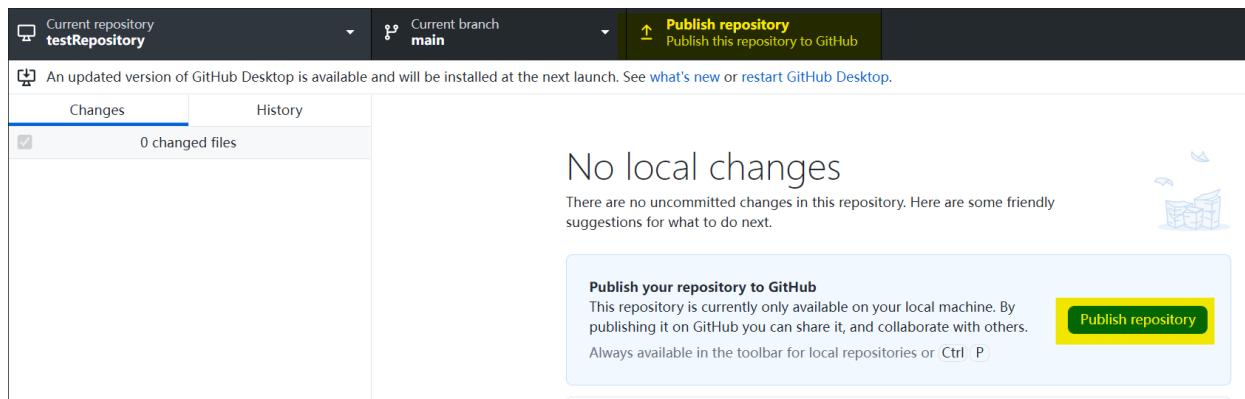 Current repository
testRepository
Current branch
main
Publish repository
Publish this repository to GitHub
An updated version of GitHub Desktop is available and will be installed at the next launch. See what's new or restart GitHub Desktop.
Changes
History
0 changed files
No local changes
There are no uncommitted changes in this repository. Here are some friendly
suggestions for what to do next.
Publish your repository to GitHub
This repository is currently only available on your local machine. By
publishing it on GitHub you can share it, and collaborate with others.
Always available in the toolbar for local repositories or Ctrl P
Publish repository